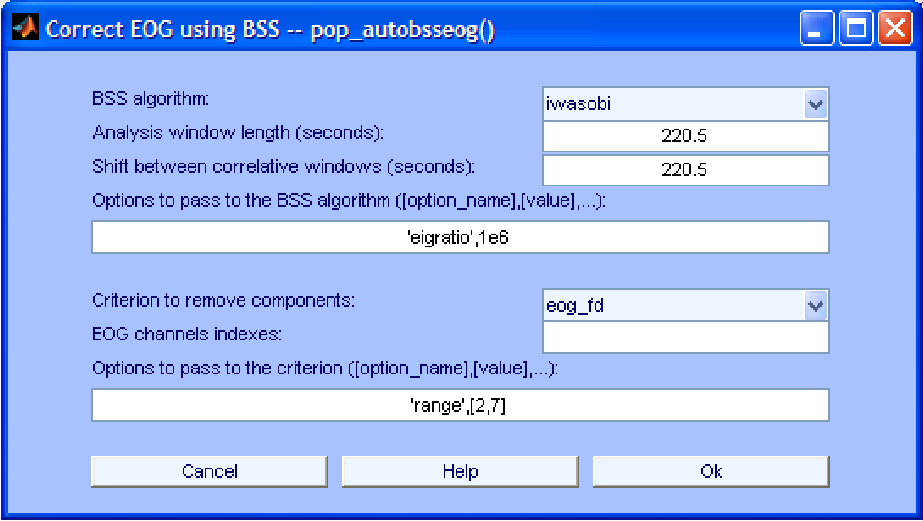 Correct EOG using BSS -- pop_autobsseog()
BSS algorithm: iwasobi
Analysis window length (seconds): 220.5
Shift between correlative windows (seconds): 220.5
Options to pass to the BSS algorithm ([option_name],[value],...):
'eigratio',1e6
Criterion to remove components: eog_fd
EOG channels indexes:
Options to pass to the criterion ([option_name],[value],...):
'range',[2,7]
Cancel Help Ok